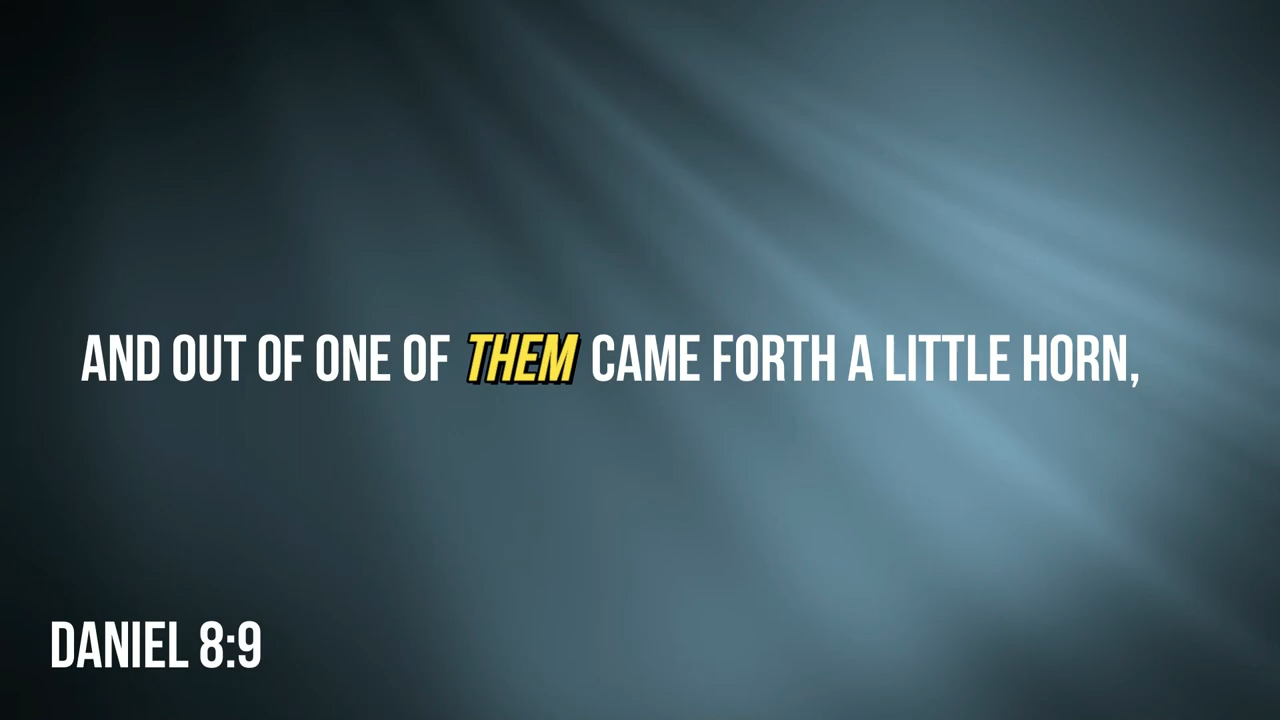 AND OUT OF ONE OF THEM CAME FORTH A LITTLE HORN,
DANIEL 8:9